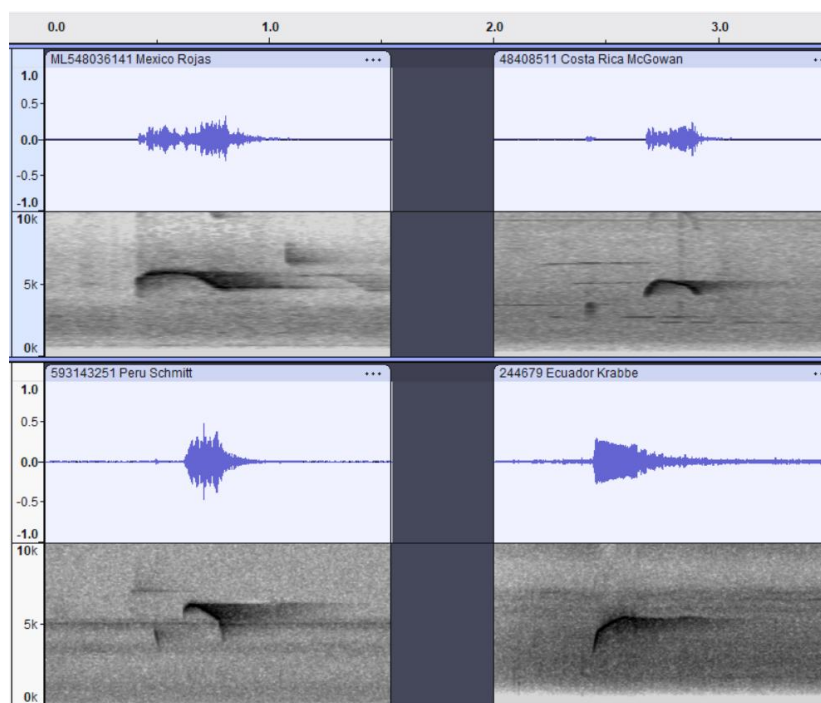 0.0 1.0 2.0 3.0
ML548036141 Mexico Rojas ...
48408511 Costa Rica McGowan ...
1.0
0.5-
0.0-
-0.5-
-1.0
10k
5k
0k
593143251 Peru Schmitt ...
244679 Ecuador Krabbe ...
1.0
0.5-
0.0-
-0.5-
-1.0
10k
5k
0k